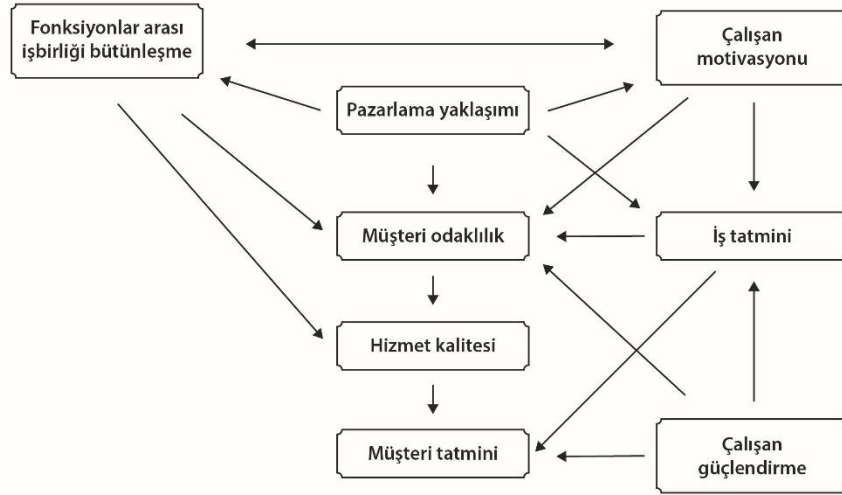 Fonksiyonlar arası
işbirliği bütünleşme
Çalışan
motivasyonu
Pazarlama yaklaşımı
Müşteri odaklılık
İş tatmini
Hizmet kalitesi
Müşteri tatmini
Çalışan
güçlendirme